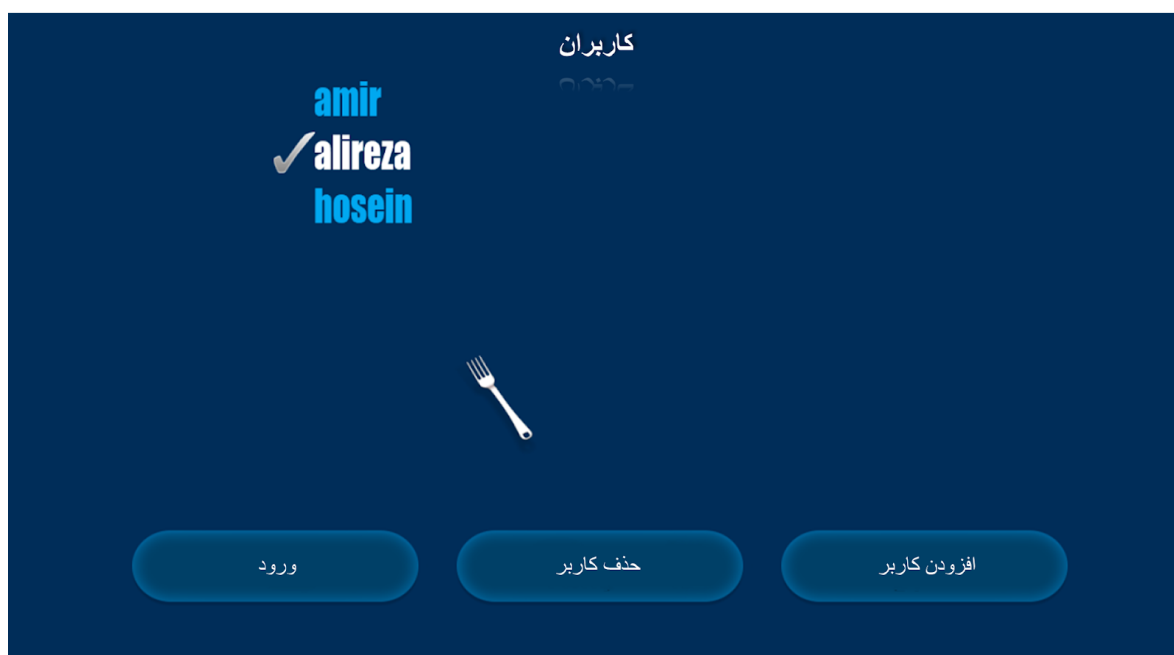 کاربران
amir
alireza
hosein
افزودن کاربر
حذف کاربر
ورود